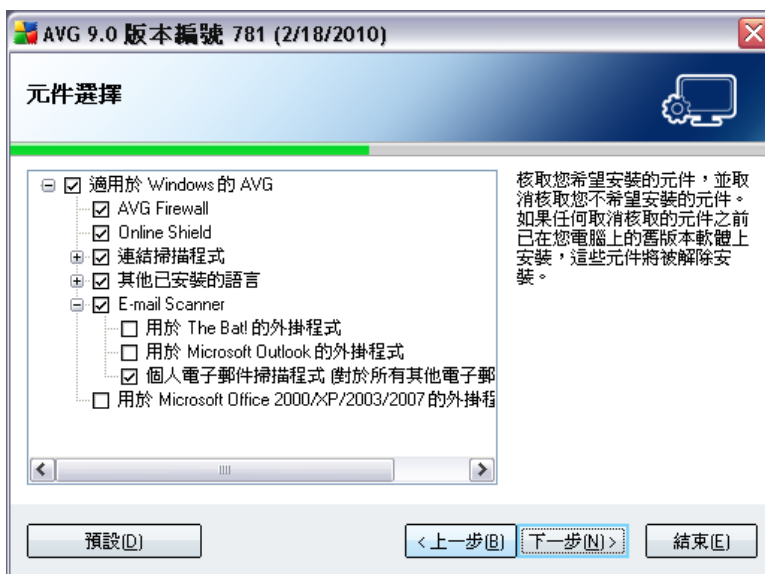 AVG 9.0 版本編號 781 (2/18/2010)
元件選擇
適用於 Windows 的 AVG
AVG Firewall
Online Shield
連結掃描程式
其他已安裝的語言
E-mail Scanner
用於 The Bat! 的外掛程式
用於 Microsoft Outlook 的外掛程式
個人電子郵件掃描程式 (對於所有其他電子郵
用於 Microsoft Office 2000/XP/2003/2007 的外掛程
核取您希望安裝的元件，並取
消核取您不希望安裝的元件。
如果任何取消核取的元件之前
已在您電腦上的舊版本軟體上
安裝，這些元件將被解除安
裝。
預設(D)
<上一步(B)
下一步(N)>
結束(E)